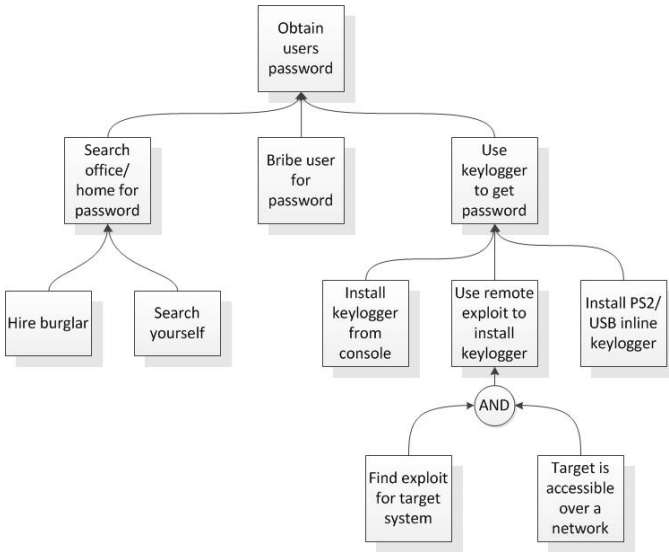 Obtain
users
password
Search
office/
home for
password
Bribe user
for
password
Use
keylogger
to get
password
Hire burglar
Search
yourself
Install
keylogger
from
console
Use remote
exploit to
install
keylogger
Install PS2/
USB inline
keylogger
AND
Find exploit
for target
system
Target is
accessible
over a
network